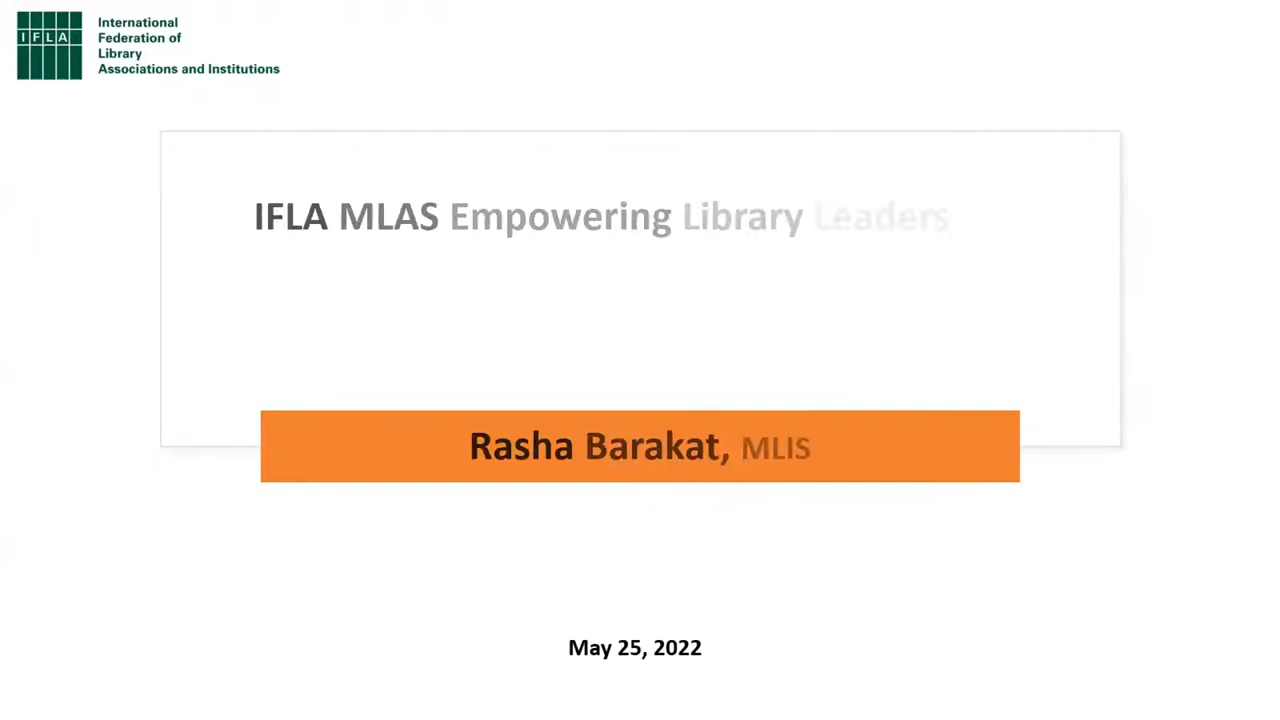 IFLA
International
Federation of
Library
Associations and Institutions
IFLA MLAS Empowering Library Leaders
Rasha Barakat, MLIS
May 25, 2022